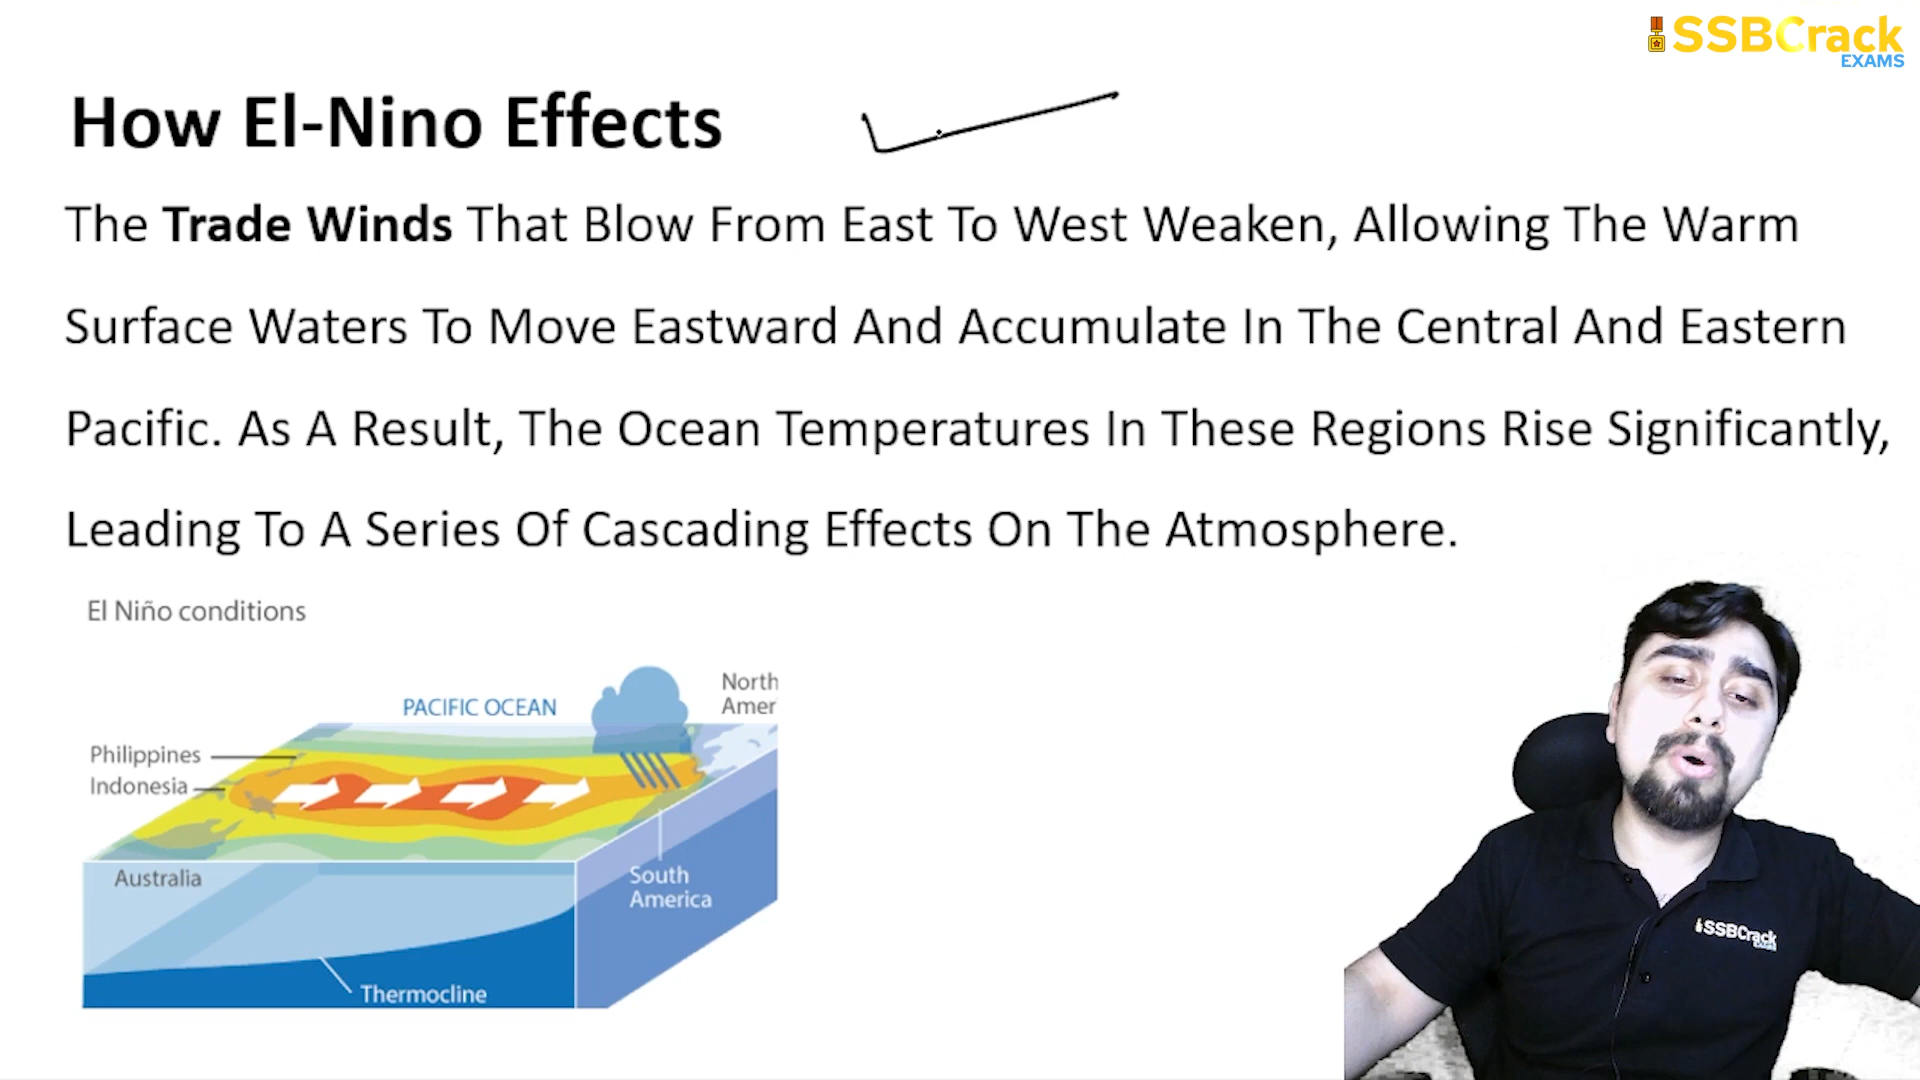 SSBCrack
EXAMS
How El-Nino Effects
The Trade Winds That Blow From East To West Weaken, Allowing The Warm
Surface Waters To Move Eastward And Accumulate In The Central And Eastern
Pacific. As A Result, The Ocean Temperatures In These Regions Rise Significantly,
Leading To A Series Of Cascading Effects On The Atmosphere.
El Niño conditions
North
Amer
PACIFIC OCEAN
Philippines
Indonesia
Australia
South
America
Thermocline
SSBCrack
EXAMS